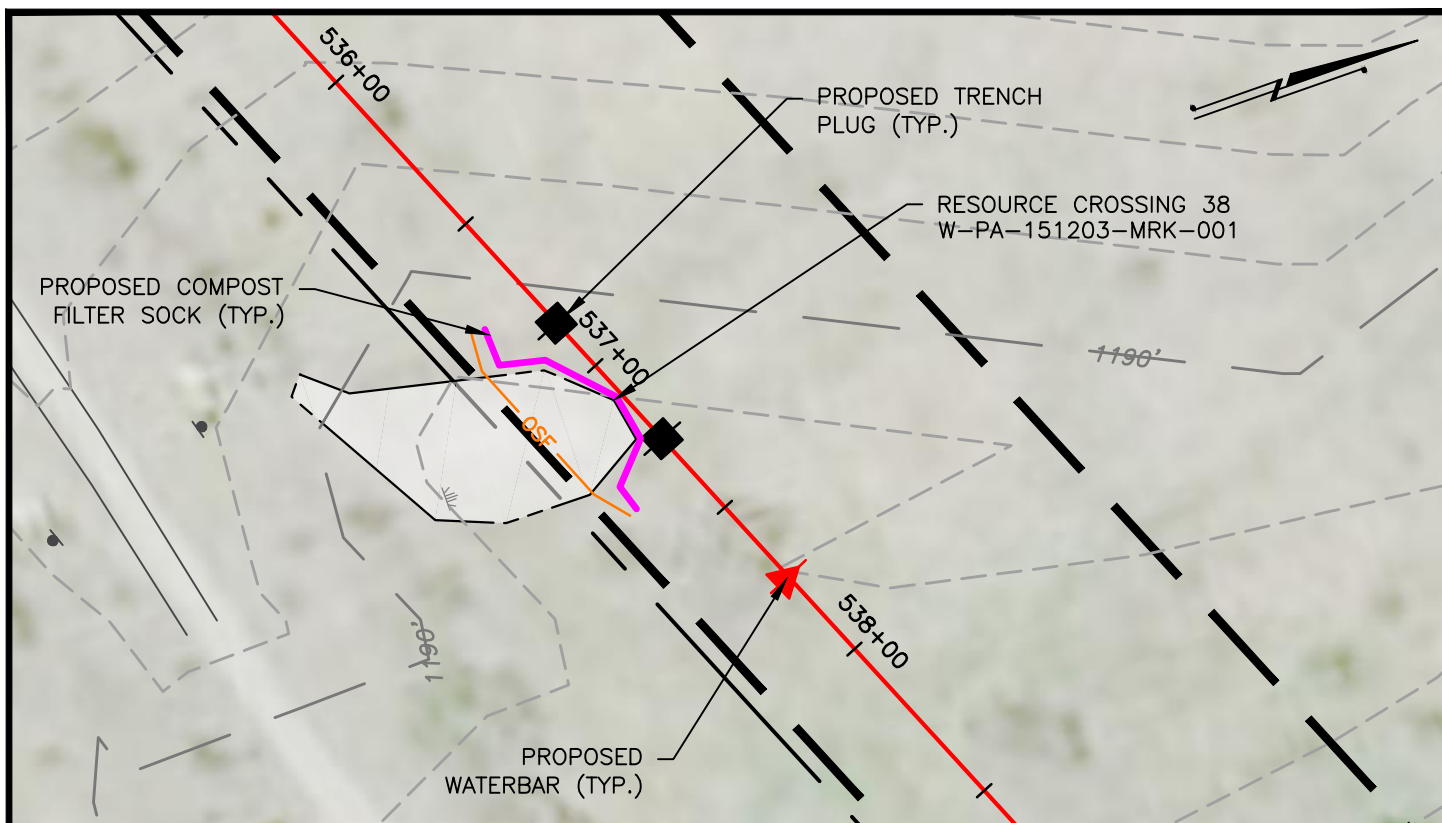 536+00
PROPOSED TRENCH
PLUG (TYP.)
RESOURCE CROSSING 38
W-PA-151203-MRK-001
PROPOSED COMPOST
FILTER SOCK (TYP.)
537+00
1190'
OSF
538+00
1190'
PROPOSED
WATERBAR (TYP.)